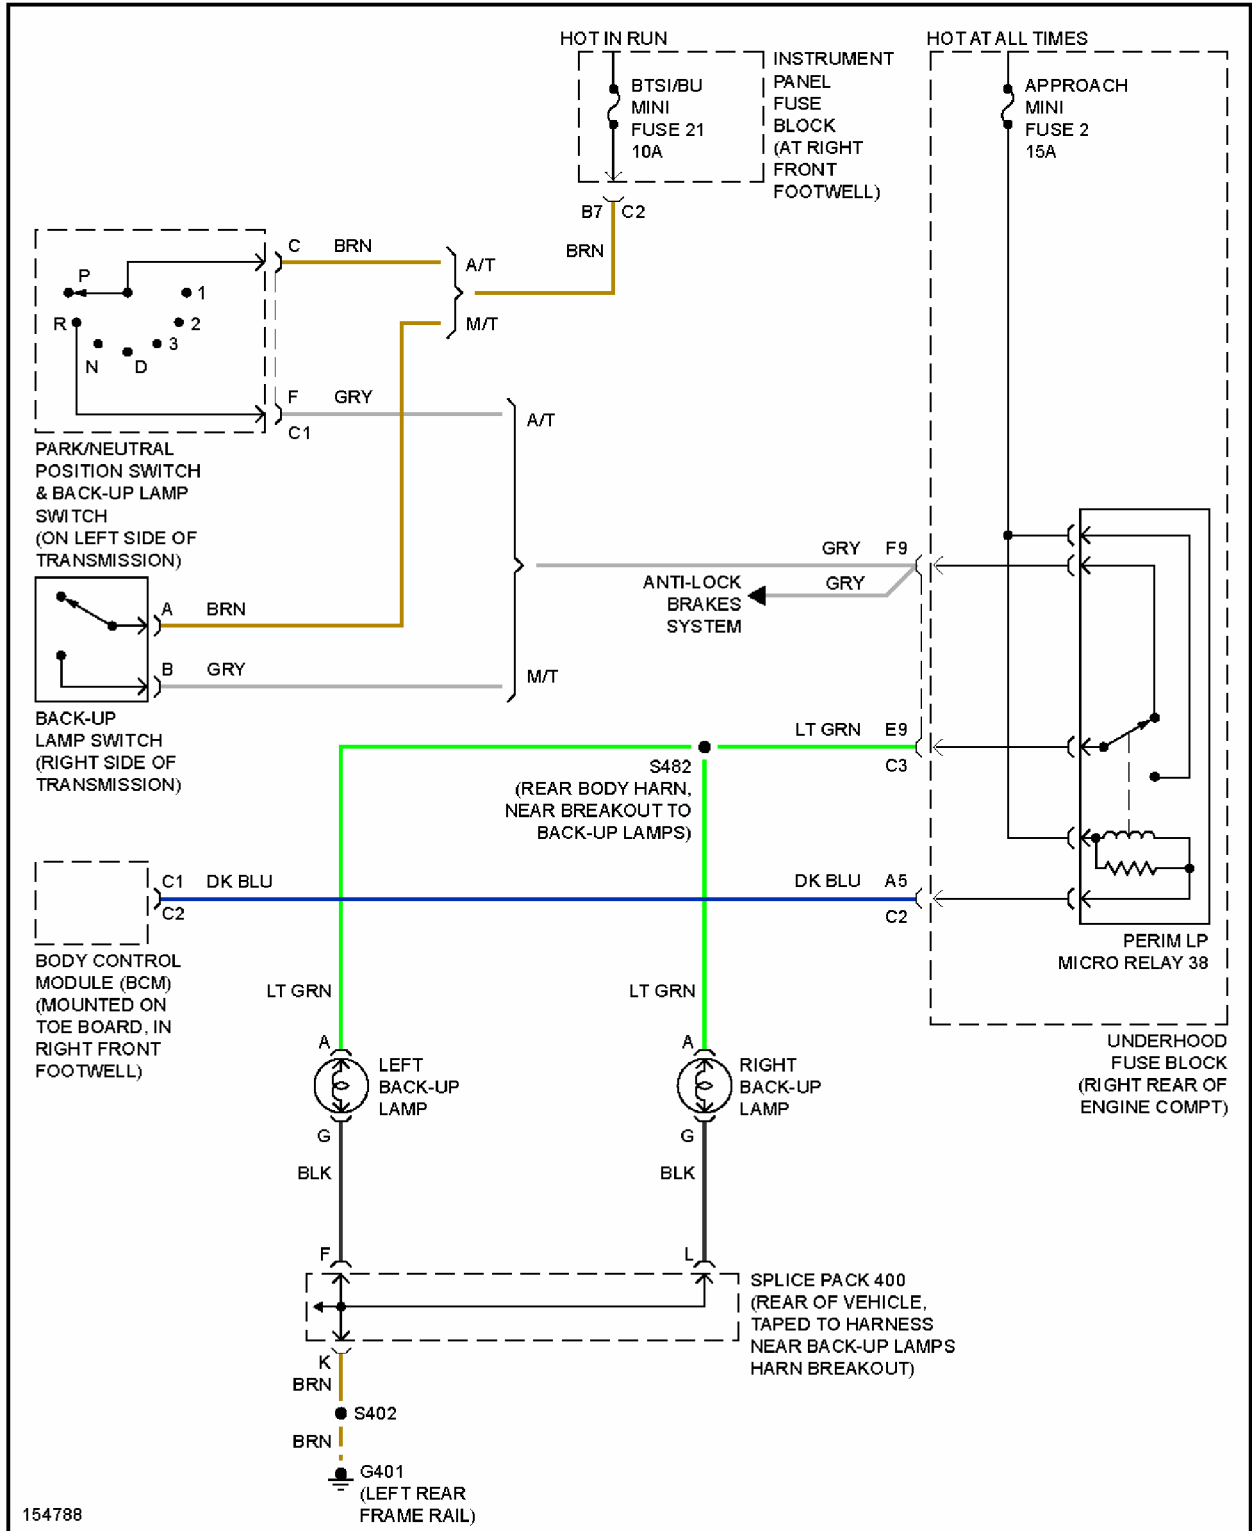 HOT IN RUN
HOT AT ALL TIMES
BTSI/BU
MINI
FUSE 21
10A
INSTRUMENT
PANEL
FUSE
BLOCK
(AT RIGHT
FRONT
FOOTWELL)
APPROACH
MINI
FUSE 2
15A
B7 C2
BRN
C BRN
A/T
M/T
P
R
N
D
3
2
1
F GRY
C1
A/T
PARK/NEUTRAL
POSITION SWITCH
& BACK-UP LAMP
SWITCH
(ON LEFT SIDE OF
TRANSMISSION)
GRY F9
GRY
ANTI-LOCK
BRAKES
SYSTEM
A BRN
B GRY
M/T
BACK-UP
LAMP SWITCH
(RIGHT SIDE OF
TRANSMISSION)
LT GRN E9
C3
S482
(REAR BODY HARN,
NEAR BREAKOUT TO
BACK-UP LAMPS)
C1 DK BLU
C2
DK BLU A5
C2
BODY CONTROL
MODULE (BCM)
(MOUNTED ON
TOE BOARD, IN
RIGHT FRONT
FOOTWELL)
PERIM LP
MICRO RELAY 38
UNDERHOOD
FUSE BLOCK
(RIGHT REAR OF
ENGINE COMPT)
LT GRN
LT GRN
A
LEFT
BACK-UP
LAMP
G
BLK
F
A
RIGHT
BACK-UP
LAMP
G
BLK
L
SPLICE PACK 400
(REAR OF VEHICLE,
TAPED TO HARNESS
NEAR BACK-UP LAMPS
HARN BREAKOUT)
K
BRN
S402
BRN
G401
(LEFT REAR
FRAME RAIL)
154788